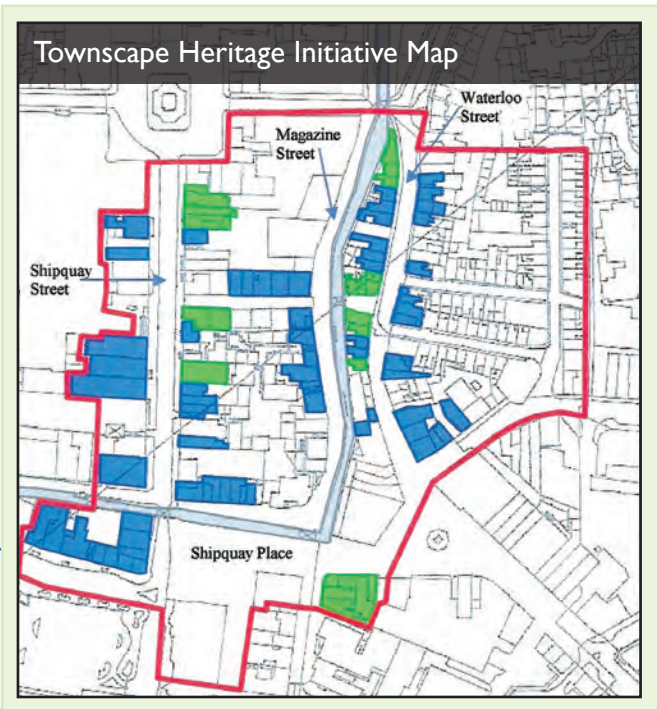 Townscape Heritage Initiative Map
Waterloo
Street
Magazine
Street
Shipquay
Street
Shipquay Place